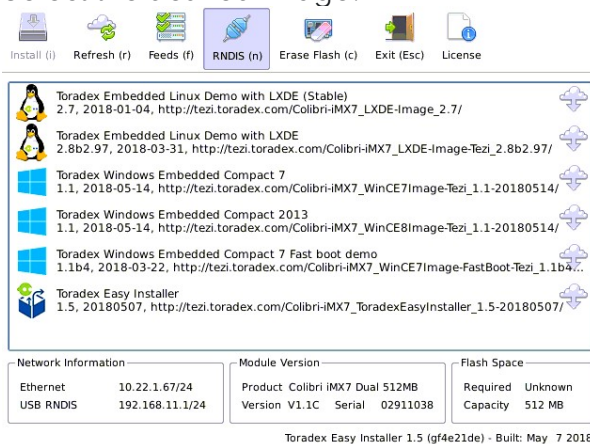 Install (i) Refresh (r) Feeds (f) RNDIS (n) Erase Flash (c) Exit (Esc) License
Toradex Embedded Linux Demo with LXDE (Stable)
2.7, 2018-01-04, http://tezi.toradex.com/Colibri-iMX7_LXDE-Image_2.7/
Toradex Embedded Linux Demo with LXDE
2.8b2.97, 2018-03-31, http://tezi.toradex.com/Colibri-iMX7_LXDE-Image-Tezi_2.8b2.97/
Toradex Windows Embedded Compact 7
1.1, 2018-05-14, http://tezi.toradex.com/Colibri-iMX7_WinCE7Image-Tezi_1.1-20180514/
Toradex Windows Embedded Compact 2013
1.1, 2018-05-14, http://tezi.toradex.com/Colibri-iMX7_WinCE8Image-Tezi_1.1-20180514/
Toradex Windows Embedded Compact 7 Fast boot demo
1.1b4, 2018-03-22, http://tezi.toradex.com/Colibri-iMX7_WinCE7Image-FastBoot-Tezi_1.1b4...
Toradex Easy Installer
1.5, 20180507, http://tezi.toradex.com/Colibri-iMX7_ToradexEasyInstaller_1.5-20180507/
Network Information
Ethernet 10.22.1.67/24
USB RNDIS 192.168.11.1/24
Module Version
Product Colibri iMX7 Dual 512MB
Version V1.1C Serial 02911038
Flash Space
Required Unknown
Capacity 512 MB
Toradex Easy Installer 1.5 (gf4e21de) - Built: May 7 2018